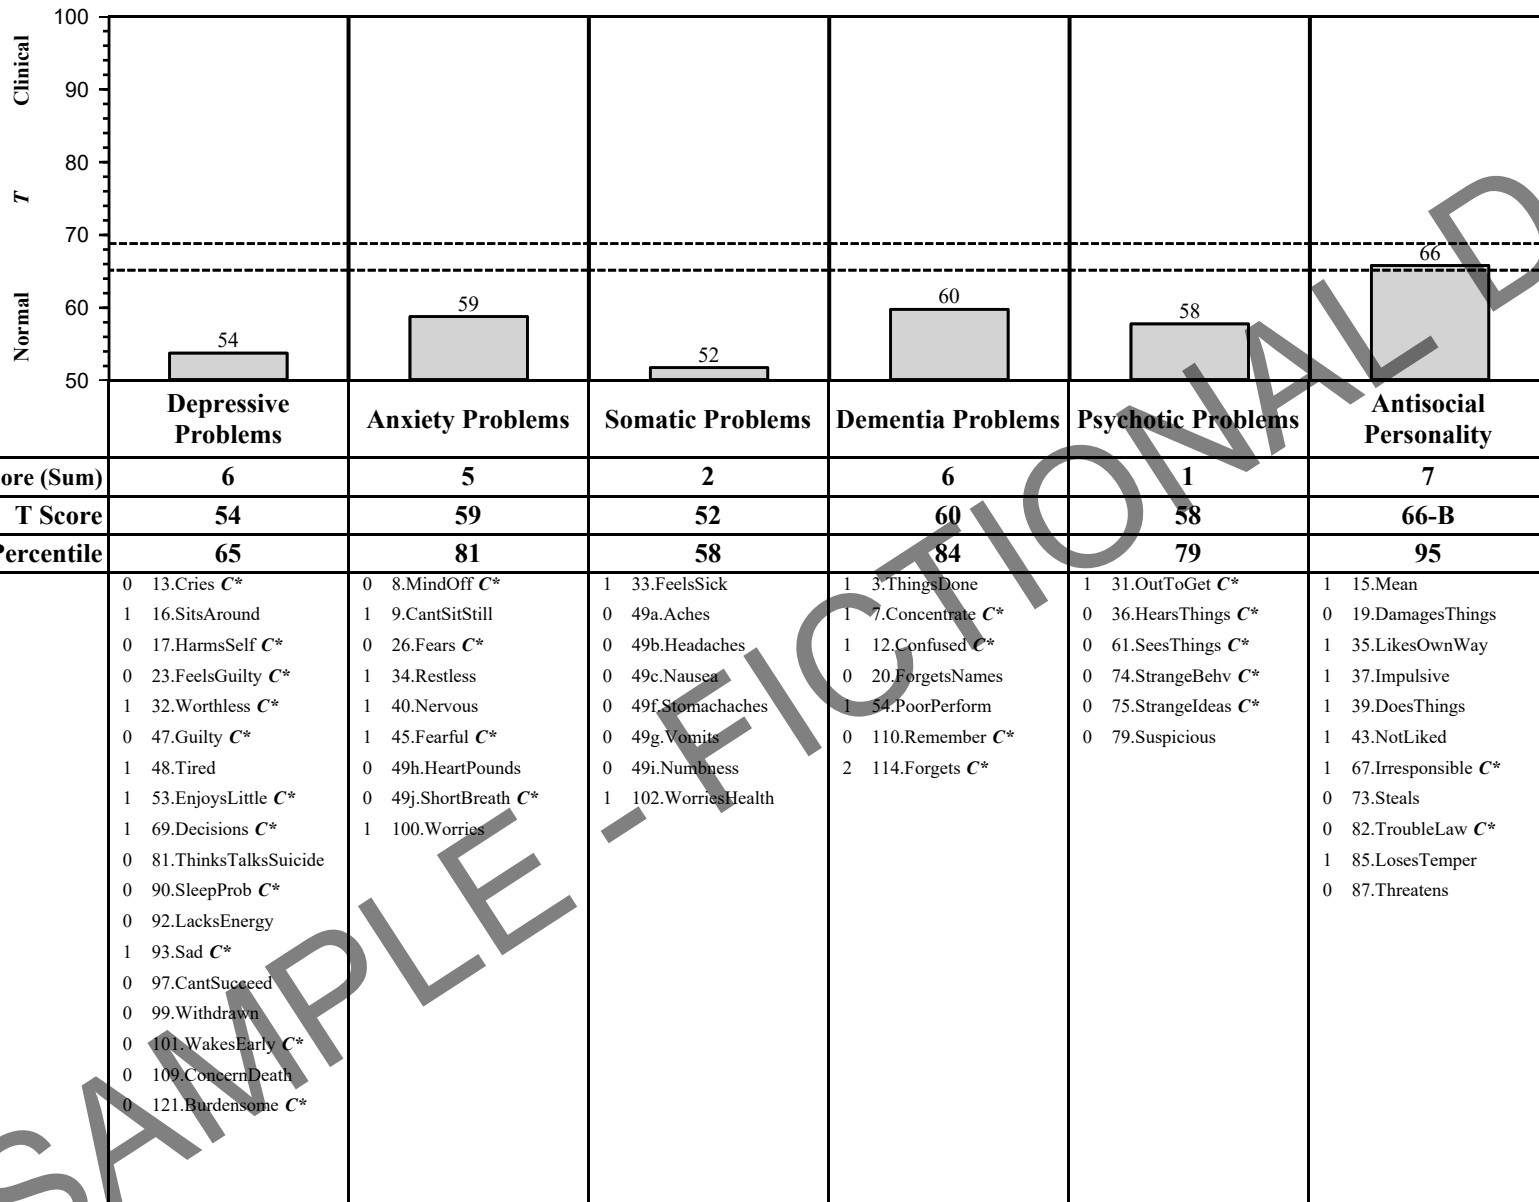 100
Clinical
90
80
T
70
66
Normal
60
60
59
58
54
52
50
Depressive Problems
Anxiety Problems
Somatic Problems
Dementia Problems
Psychotic Problems
Antisocial Personality
ore (Sum) 6 5 2 6 1 7
T Score 54 59 52 60 58 66-B
Percentile 65 81 58 84 79 95
0 13.Cries C*
1 16.SitsAround
0 17.HarmsSelf C*
0 23.FeelsGuilty C*
1 32.Worthless C*
0 47.Guilty C*
1 48.Tired
1 53.EnjoysLittle C*
1 69.Decisions C*
0 81.ThinksTalksSuicide
0 90.SleepProb C*
0 92.LacksEnergy
1 93.Sad C*
0 97.CantSucceed
0 99.Withdrawn
0 101.WakesEarly C*
0 109.ConcernDeath
0 121.Burdensome C*
0 8.MindOff C*
1 9.CantSitStill
0 26.Fears C*
1 34.Restless
1 40.Nervous
1 45.Fearful C*
0 49h.HeartPounds
0 49j.ShortBreath C*
1 100.Worries
1 33.FeelsSick
0 49a.Aches
0 49b.Headaches
0 49c.Nausea
0 49f.Stomachaches
0 49g.Vomits
0 49i.Numbness
1 102.WorriesHealth
1 3.ThingsDone
1 7.Concentrate C*
1 12.Confused C*
0 20.ForgetsNames
1 54.PoorPerform
0 110.Remember C*
2 114.Forgets C*
1 31.OutToGet C*
0 36.HearsThings C*
0 61.SeesThings C*
0 74.StrangeBehv C*
0 75.StrangeIdeas C*
0 79.Suspicious
1 15.Mean
0 19.DamagesThings
1 35.LikesOwnWay
1 37.Impulsive
1 39.DoesThings
1 43.NotLiked
1 67.Irresponsible C*
0 73.Steals
0 82.TroubleLaw C*
1 85.LosesTemper
0 87.Threatens
SAMPLE - FICTIONAL D